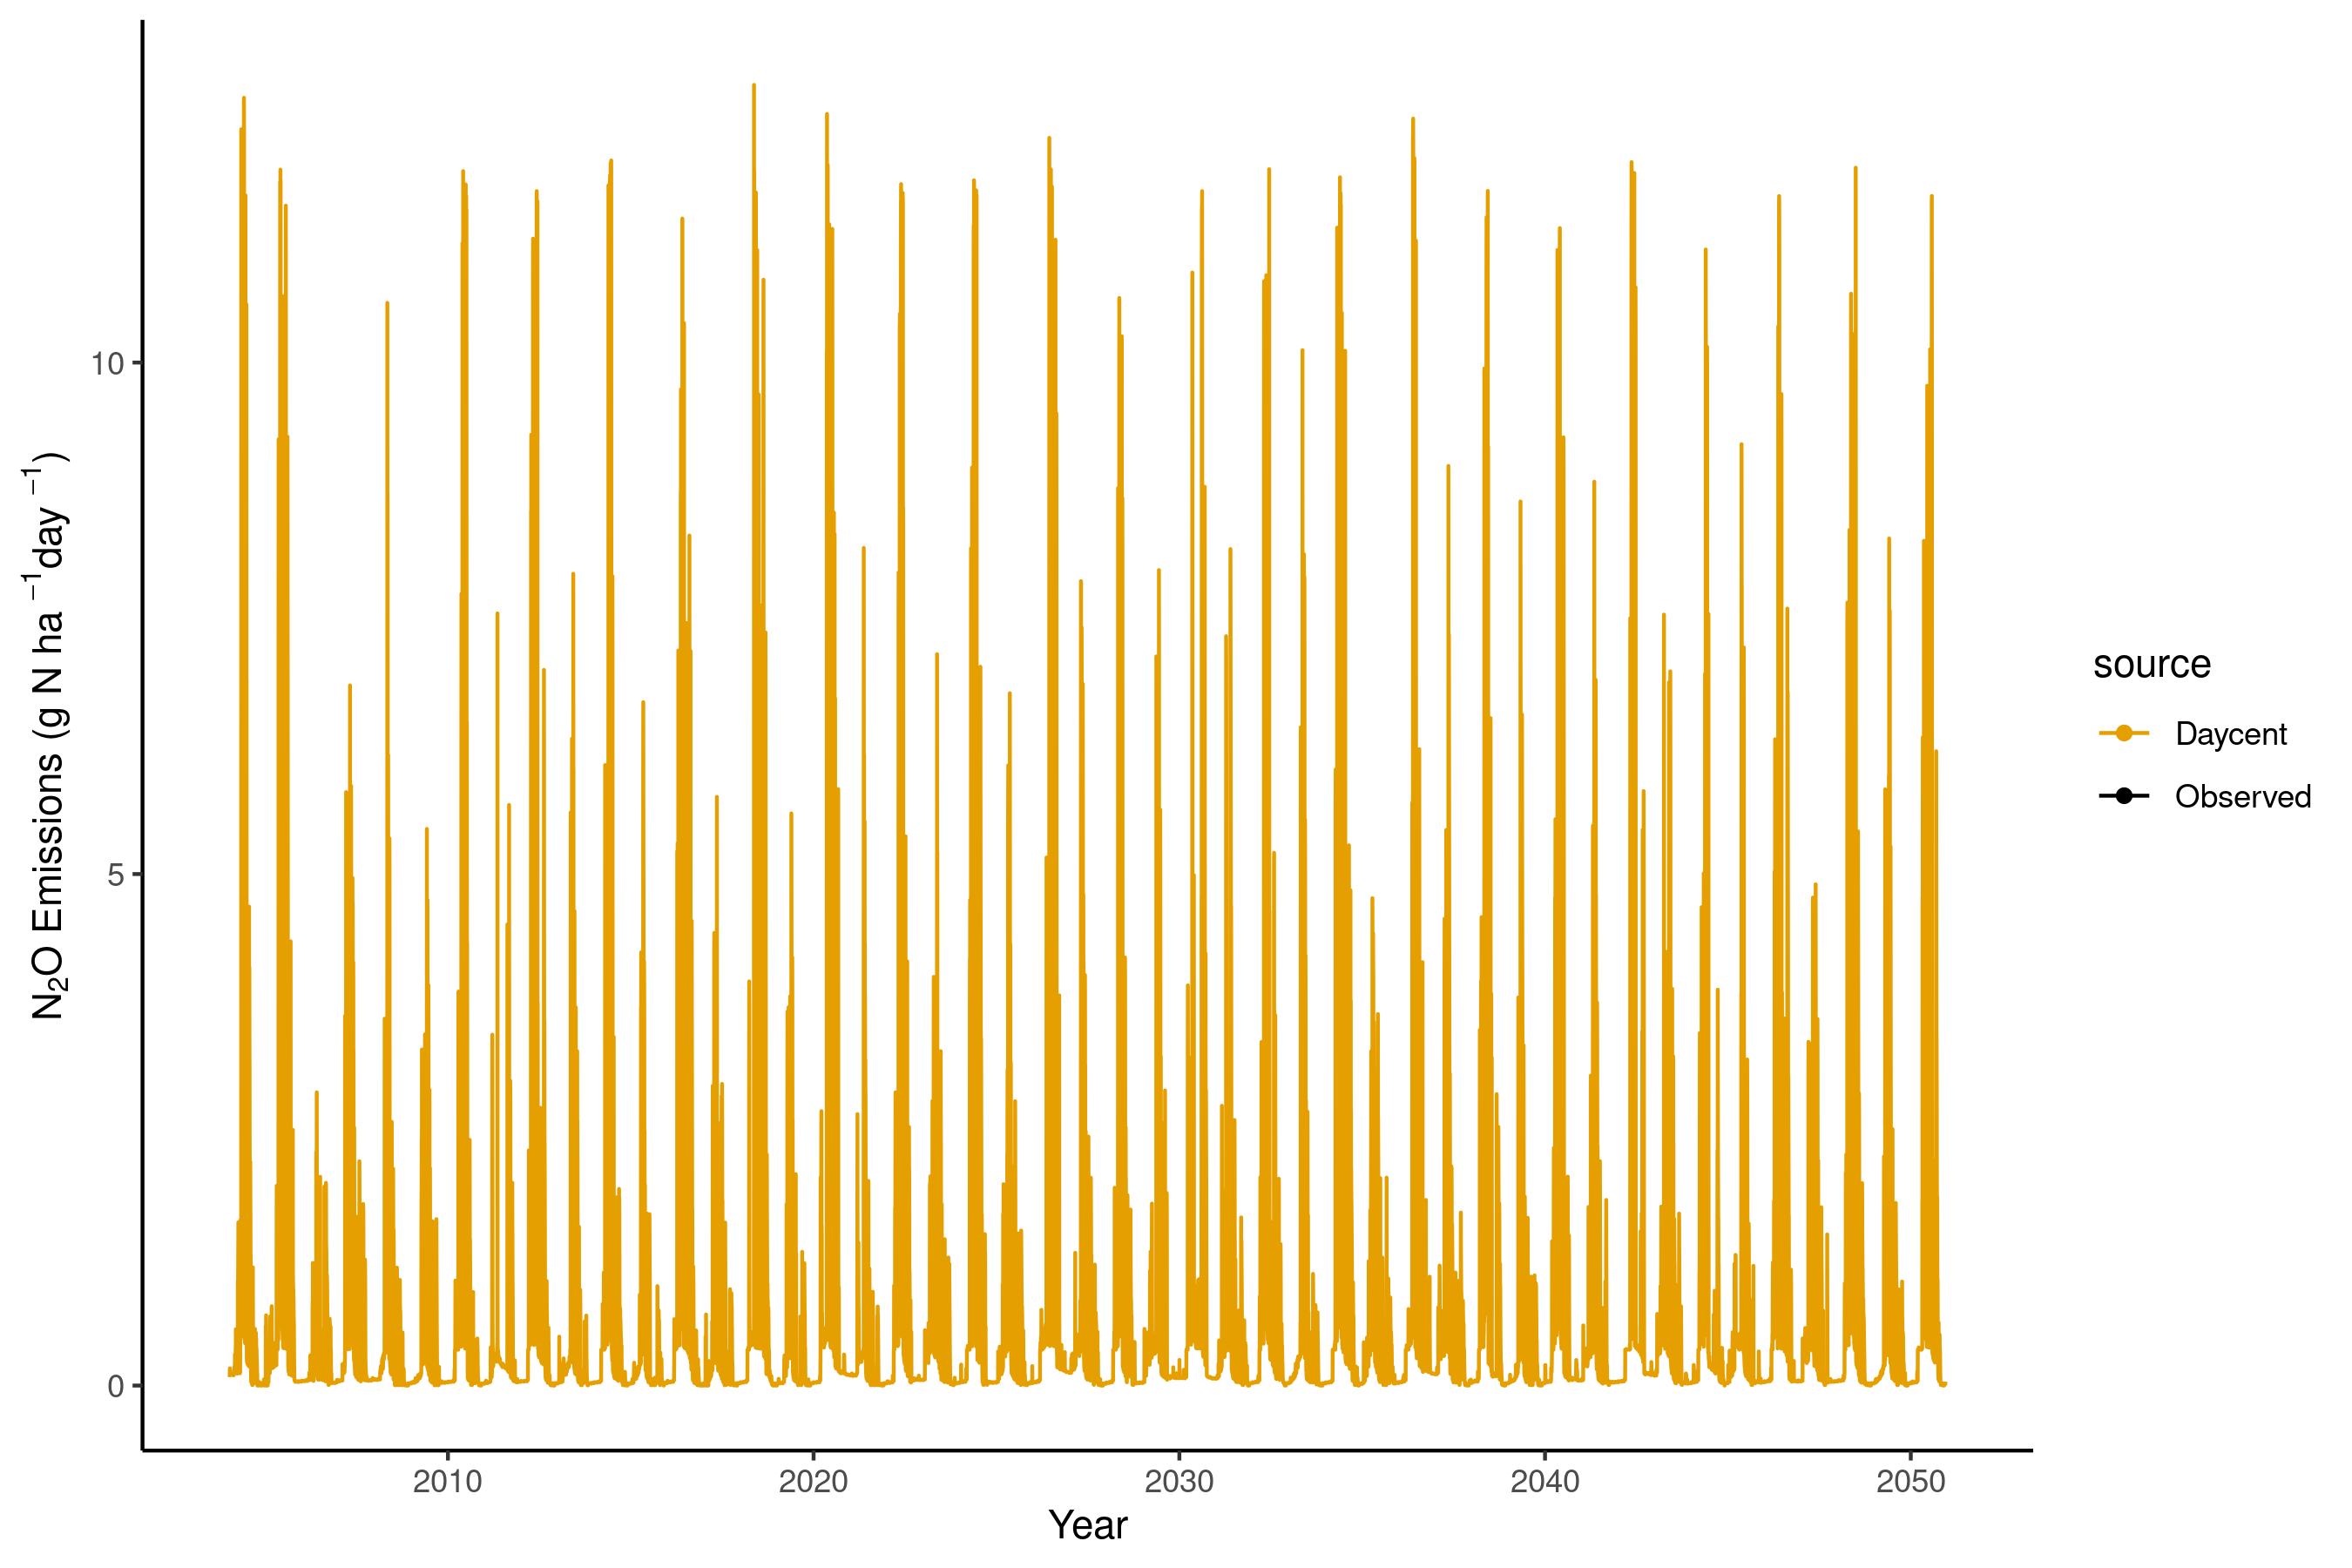 N₂O Emissions (g N ha ⁻¹day ⁻¹)
10
5
0
2010 2020 2030 2040 2050
Year
source
Daycent
Observed